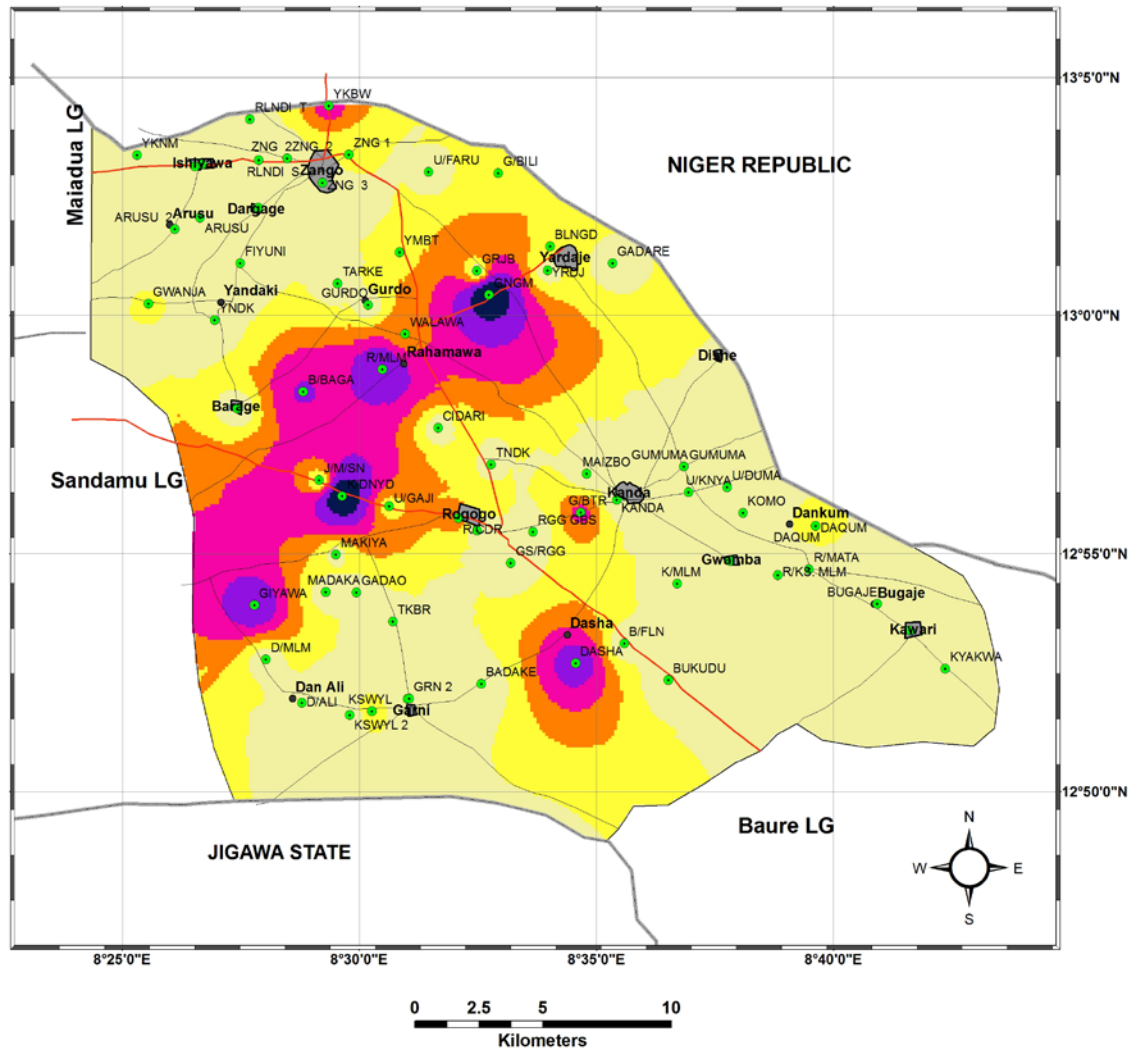 YKBW
RLNDI T
13°5'0"N
YKNM
ZNG 2
ZNG 2
ZNG 1
Maiadua LG
Ishiyawa
RLNDI S
Zango
U/FARU
G/BILI
NIGER REPUBLIC
ZNG 3
ARUSU 2
Arusu
Dargage
ARUSU
BLNGD
FIYUNI
YMBT
GRJB
Yardaje
GADARE
YRUJ
TARKE
GNGM
GWANJA
Yandaki
GURDO
Gurdo
YNDK
13°0'0"N
WALAWA
R/MLM
Rahamawa
Dishe
B/BAGA
Barage
CIDARI
TNDK
MAIZBO
GUMUMA
GUMUMA
J/M/SN
Sandamu LG
K/DNYD
U/KNYA
U/DUMA
U/GAJI
G/BTR
Kanda
KANDA
KOMO
Rogogo
R/CDR
RGG GBS
Dankum
DAQUM
DAQUM
12°55'0"N
MAKIYA
GS/RGG
Gwamba
R/MATA
K/MLM
R/KS. MLM
GIYAWA
MADAKA
GADAO
BUGAJE
Bugaje
TKBR
Dasha
Kawari
B/FLN
D/MLM
DASHA
KYAKWA
BADAKE
BUKUDU
Dan Ali
D/ALI
KSWYL
GRN 2
Garni
KSWYL 2
12°50'0"N
Baure LG
JIGAWA STATE
N
W
E
S
8°25'0"E
8°30'0"E
8°35'0"E
8°40'0"E
0 2.5 5 10
Kilometers